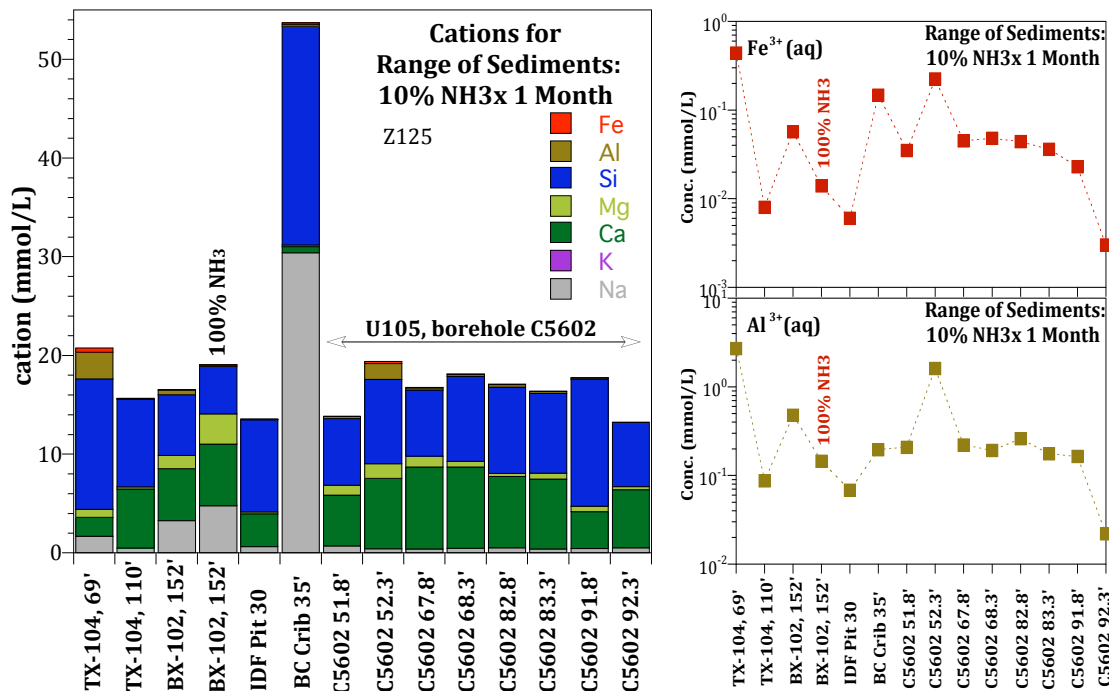 Cations for
Range of Sediments:
10% NH3x 1 Month
Z125
Fe
Al
Si
Mg
Ca
K
Na
100% NH3
U105, borehole C5602
cation (mmol/L)
50
40
30
20
10
0
TX-104, 69'
TX-104, 110'
BX-102, 152'
BX-102, 152'
IDF Pit 30
BC Crib 35'
C5602 51.8'
C5602 52.3'
C5602 67.8'
C5602 68.3'
C5602 82.8'
C5602 83.3'
C5602 91.8'
C5602 92.3'
Fe3+(aq)
Range of Sediments:
10% NH3x 1 Month
100% NH3
Conc. (mmol/L)
10^0
10^-1
10^-2
10^-3
Al 3+(aq)
Range of Sediments:
10% NH3x 1 Month
100% NH3
Conc. (mmol/L)
10^1
10^0
10^-1
10^-2
TX-104, 69'
TX-104, 110'
BX-102, 152'
BX-102, 152'
IDF Pit 30
BC Crib 35'
C5602 51.8'
C5602 52.3'
C5602 67.8'
C5602 68.3'
C5602 82.8'
C5602 83.3'
C5602 91.8'
C5602 92.3'